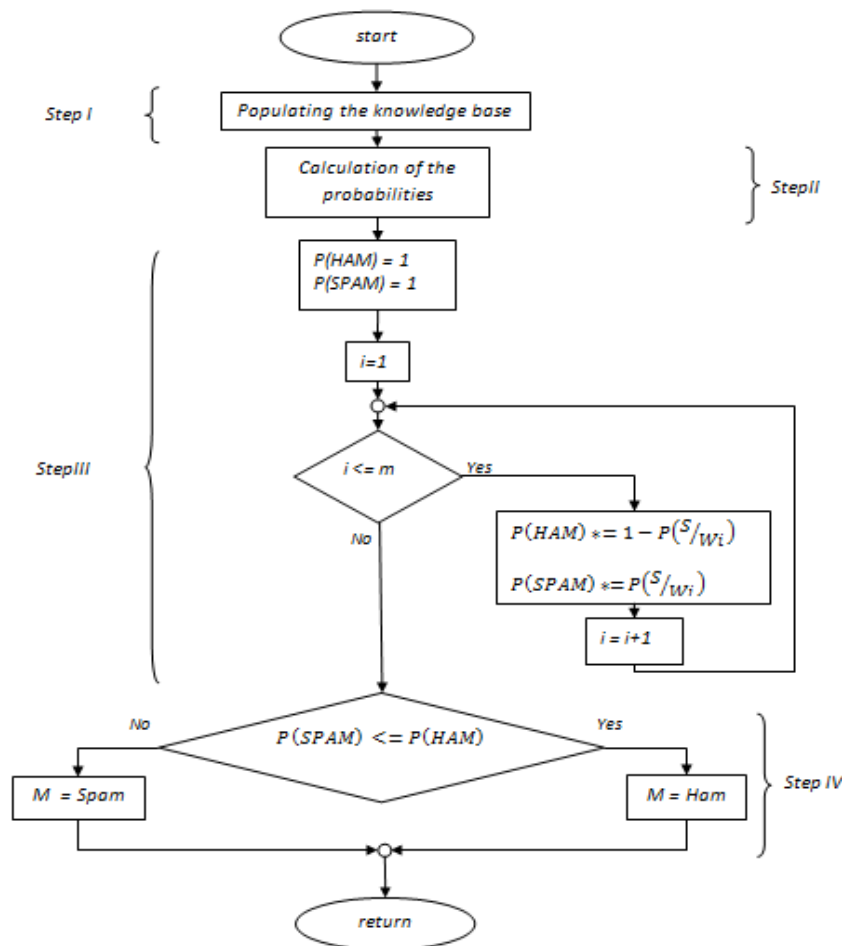 start
Step I
Populating the knowledge base
Calculation of the
probabilities
StepII
P(HAM) = 1
P(SPAM) = 1
i=1
StepIII
i <= m
Yes
No
P(HAM) *= 1 − P(S/Wi)
P(SPAM) *= P(S/Wi)
i = i+1
No
P(SPAM) <= P(HAM)
Yes
M = Spam
M = Ham
Step IV
return